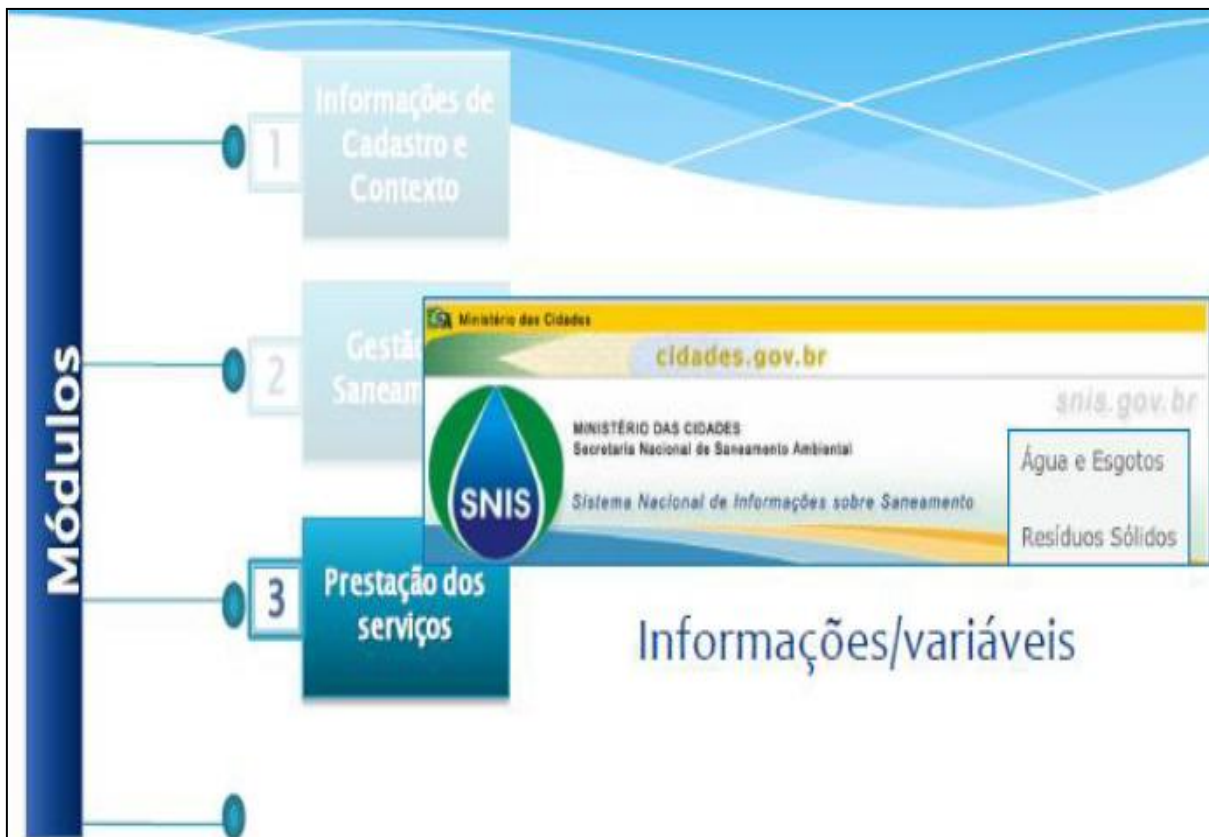 Módulos
1
Informações de
Cadastro e
Contexto
2
Gestã
Saneam
Ministério das Cidades
cidades.gov.br
snis.gov.br
SNIS
MINISTÉRIO DAS CIDADES
Secretaria Nacional de Saneamento Ambiental
Sistema Nacional de Informações sobre Saneamento
Água e Esgotos
Resíduos Sólidos
3
Prestação dos
serviços
Informações/variáveis